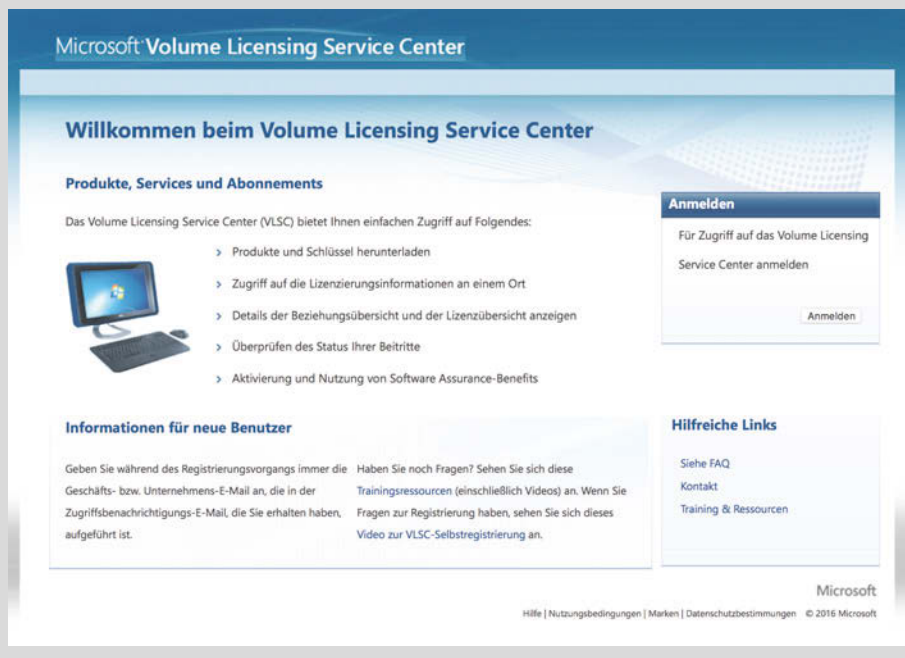 Microsoft Volume Licensing Service Center
Willkommen beim Volume Licensing Service Center
Produkte, Services und Abonnements
Das Volume Licensing Service Center (VLSC) bietet Ihnen einfachen Zugriff auf Folgendes:
› Produkte und Schlüssel herunterladen
› Zugriff auf die Lizenzierungsinformationen an einem Ort
› Details der Beziehungsübersicht und der Lizenzübersicht anzeigen
› Überprüfen des Status Ihrer Beitritte
› Aktivierung und Nutzung von Software Assurance-Benefits
Anmelden
Für Zugriff auf das Volume Licensing
Service Center anmelden
Anmelden
Informationen für neue Benutzer
Geben Sie während des Registrierungsvorgangs immer die
Geschäfts- bzw. Unternehmens-E-Mail an, die in der
Zugriffsbenachrichtigungs-E-Mail, die Sie erhalten haben,
aufgeführt ist.
Haben Sie noch Fragen? Sehen Sie sich diese
Trainingsressourcen (einschließlich Videos) an. Wenn Sie
Fragen zur Registrierung haben, sehen Sie sich dieses
Video zur VLSC-Selbstregistrierung an.
Hilfreiche Links
Siehe FAQ
Kontakt
Training & Ressourcen
Microsoft
Hilfe | Nutzungsbedingungen | Marken | Datenschutzbestimmungen © 2016 Microsoft